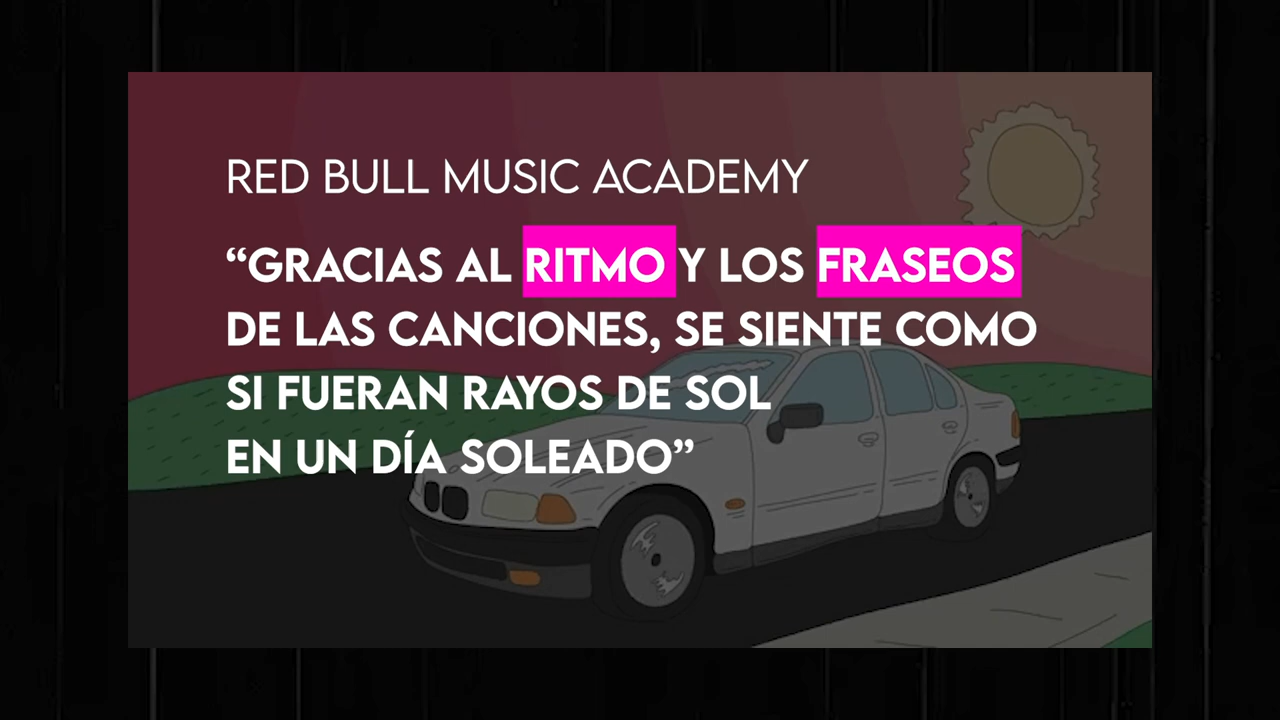 RED BULL MUSIC ACADEMY
“GRACIAS AL RITMO Y LOS FRASEOS
DE LAS CANCIONES, SE SIENTE COMO
SI FUERAN RAYOS DE SOL
EN UN DÍA SOLEADO”